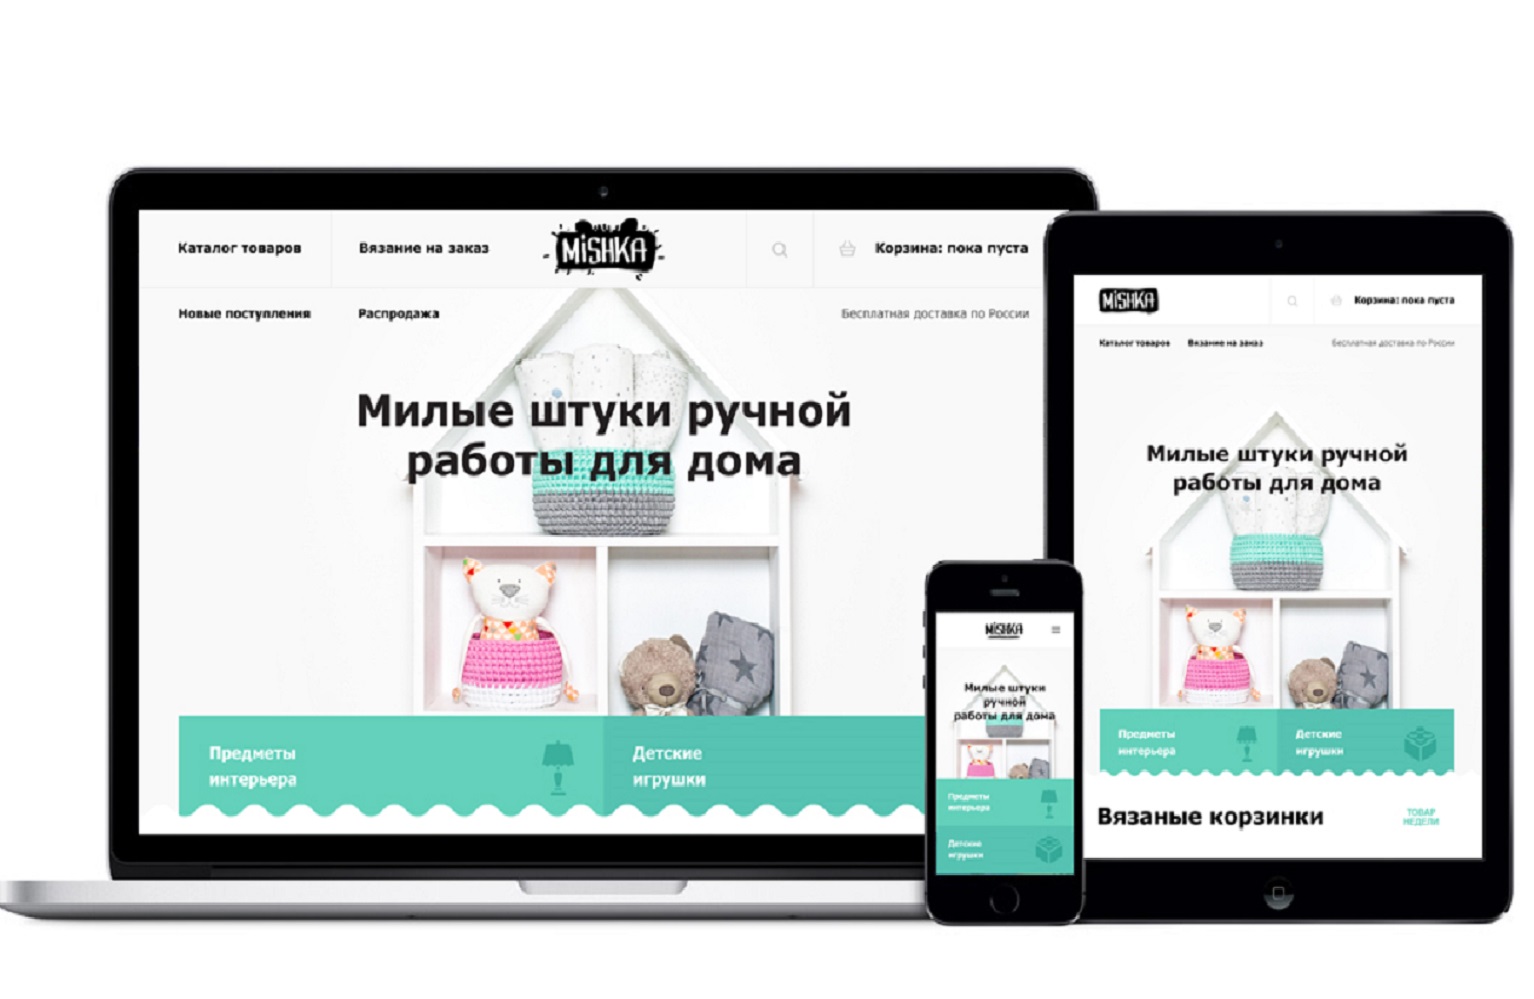 Каталог товаров
Вязание на заказ
MiSHKA
Корзина: пока пуста
Новые поступления
Распродажа
Бесплатная доставка по России
Милые штуки ручной
работы для дома
Предметы
интерьера
Детские
игрушки
MiSHKA
Милые штуки
ручной
работы для дома
Предметы
интерьера
Детские
игрушки
MiSHKA
Корзина: пока пуста
Каталог товаров
Вязание на заказ
Бесплатная доставка по России
Милые штуки ручной
работы для дома
Предметы
интерьера
Детские
игрушки
Вязаные корзинки
ТОВАР
НЕДЕЛИ